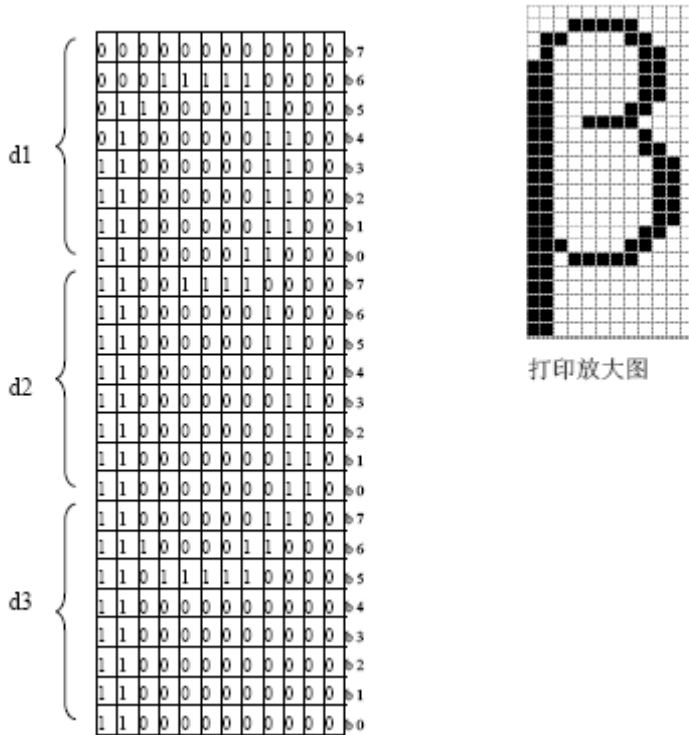 0 0 0 0 0 0 0 0 0 0 0 0 b7
0 0 0 1 1 1 1 1 0 0 0 0 b6
0 1 1 0 0 0 0 1 1 0 0 0 b5
0 1 0 0 0 0 0 0 1 1 0 0 b4
d1
1 1 0 0 0 0 0 0 1 1 0 0 b3
1 1 0 0 0 0 0 0 1 1 0 0 b2
1 1 0 0 0 0 0 0 1 1 0 0 b1
1 1 0 0 0 0 0 1 1 0 0 0 b0
1 1 0 0 1 1 1 1 0 0 0 0 b7
1 1 0 0 0 0 0 0 1 0 0 0 b6
1 1 0 0 0 0 0 0 1 1 0 0 b5
1 1 0 0 0 0 0 0 0 1 1 0 b4
d2
1 1 0 0 0 0 0 0 0 1 1 0 b3
1 1 0 0 0 0 0 0 0 1 1 0 b2
1 1 0 0 0 0 0 0 0 1 1 0 b1
1 1 0 0 0 0 0 0 0 1 1 0 b0
1 1 0 0 0 0 0 0 1 1 0 0 b7
1 1 1 0 0 0 0 1 1 0 0 0 b6
1 1 0 1 1 1 1 1 0 0 0 0 b5
1 1 0 0 0 0 0 0 0 0 0 0 b4
d3
1 1 0 0 0 0 0 0 0 0 0 0 b3
1 1 0 0 0 0 0 0 0 0 0 0 b2
1 1 0 0 0 0 0 0 0 0 0 0 b1
1 1 0 0 0 0 0 0 0 0 0 0 b0
β
打印放大图